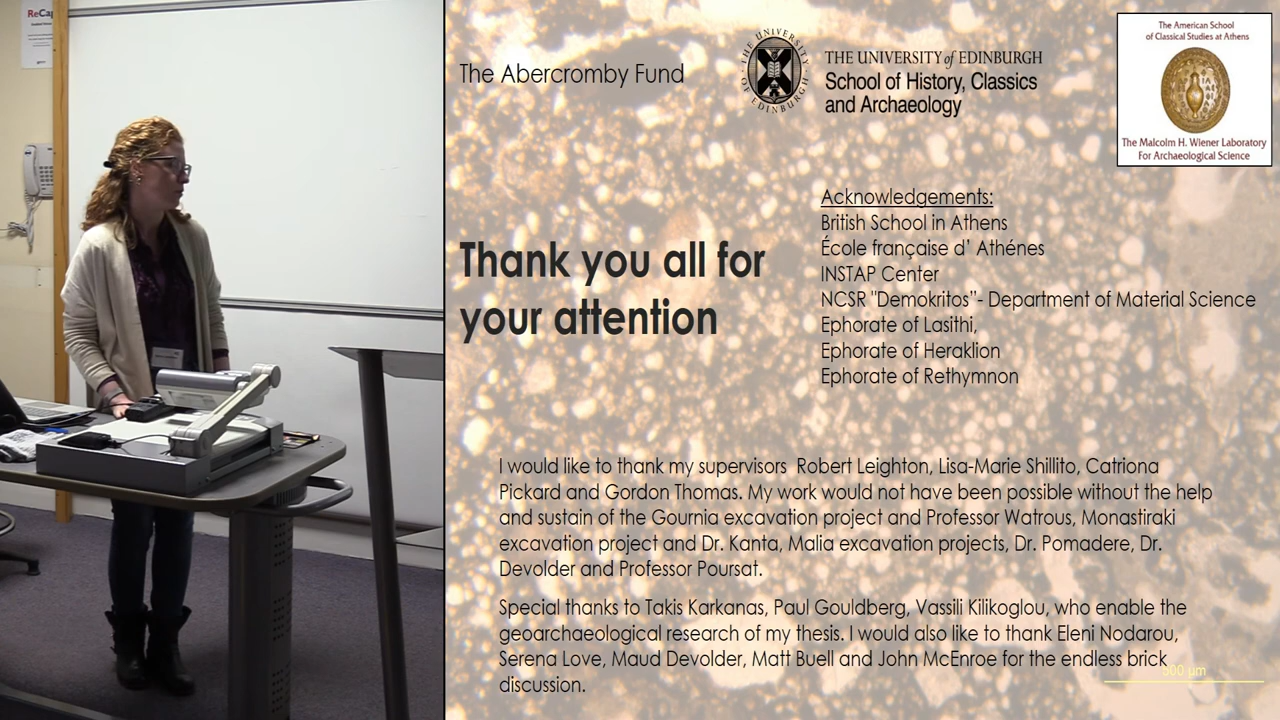 ReCap
The Abercromby Fund
THE UNIVERSITY OF EDINBURGH
THE UNIVERSITY of EDINBURGH
School of History, Classics
and Archaeology
The American School
of Classical Studies at Athens
The Malcolm H. Wiener Laboratory
For Archaeological Science
Thank you all for
your attention
Acknowledgements:
British School in Athens
École française d’ Athénes
INSTAP Center
NCSR "Demokritos”- Department of Material Science
Ephorate of Lasithi,
Ephorate of Heraklion
Ephorate of Rethymnon
I would like to thank my supervisors Robert Leighton, Lisa-Marie Shillito, Catriona
Pickard and Gordon Thomas. My work would not have been possible without the help
and sustain of the Gournia excavation project and Professor Watrous, Monastiraki
excavation project and Dr. Kanta, Malia excavation projects, Dr. Pomadere, Dr.
Devolder and Professor Poursat.
Special thanks to Takis Karkanas, Paul Gouldberg, Vassili Kilikoglou, who enable the
geoarchaeological research of my thesis. I would also like to thank Eleni Nodarou,
Serena Love, Maud Devolder, Matt Buell and John McEnroe for the endless brick
discussion.
500 µm